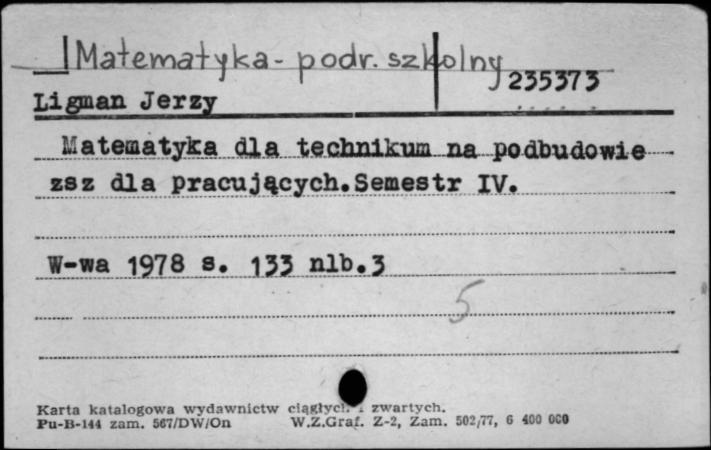 Matematyka - podr. szkolny
235373
Ligman Jerzy
Matematyka dla technikum na podbudowie
zsz dla pracujących.Semestr IV.
W-wa 1978 s. 133 nlb.3
5
Karta katalogowa wydawnictw ciągłych i zwartych.
Pu-B-144 zam. 567/DW/On W.Z.Graf. Z-2, Zam. 502/77, 6 400 000